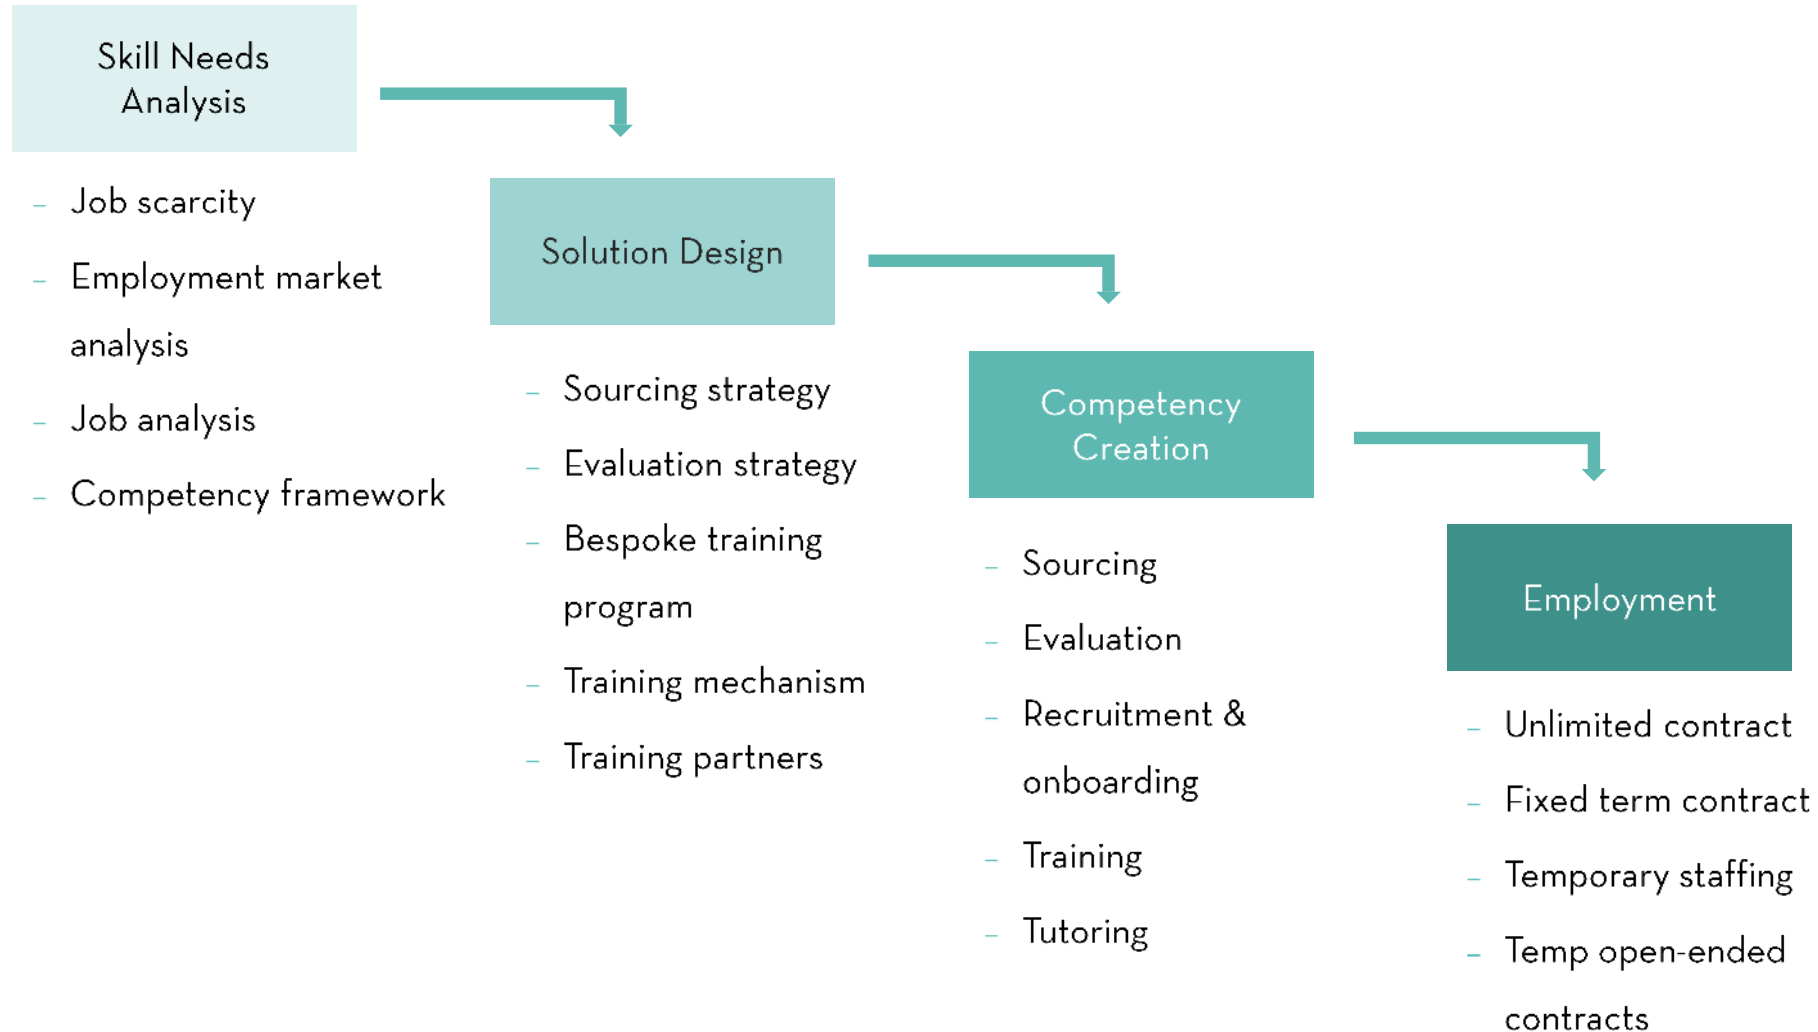 Skill Needs
Analysis
– Job scarcity
– Employment market
analysis
– Job analysis
– Competency framework
Solution Design
– Sourcing strategy
– Evaluation strategy
– Bespoke training
program
– Training mechanism
– Training partners
Competency
Creation
– Sourcing
– Evaluation
– Recruitment &
onboarding
– Training
– Tutoring
Employment
– Unlimited contract
– Fixed term contract
– Temporary staffing
– Temp open-ended
contracts